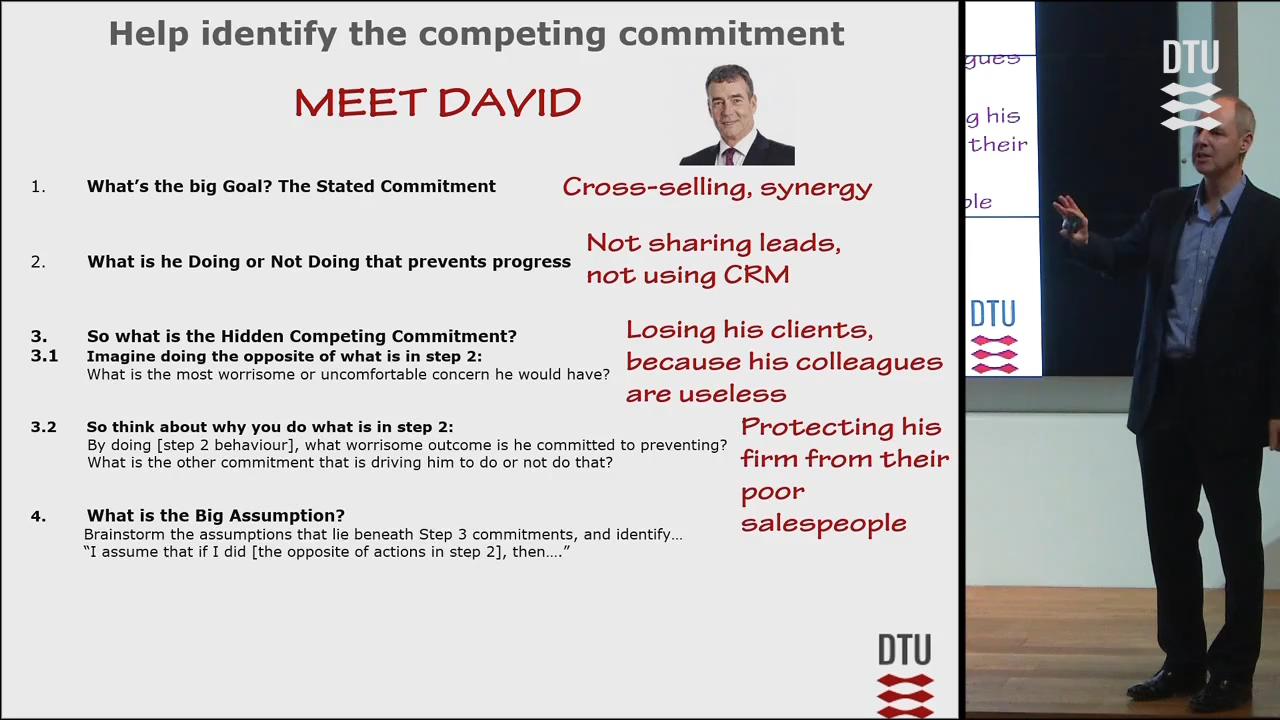 Help identify the competing commitment
MEET DAVID
1. What's the big Goal? The Stated Commitment
Cross-selling, synergy
2. What is he Doing or Not Doing that prevents progress
Not sharing leads,
not using CRM
3. So what is the Hidden Competing Commitment?
3.1 Imagine doing the opposite of what is in step 2:
What is the most worrisome or uncomfortable concern he would have?
Losing his clients,
because his colleagues
are useless
3.2 So think about why you do what is in step 2:
By doing [step 2 behaviour], what worrisome outcome is he committed to preventing?
What is the other commitment that is driving him to do or not do that?
Protecting his
firm from their
poor
salespeople
4. What is the Big Assumption?
Brainstorm the assumptions that lie beneath Step 3 commitments, and identify…
“I assume that if I did [the opposite of actions in step 2], then….”
DTU
DTU
gues
g his
their
ple
DTU